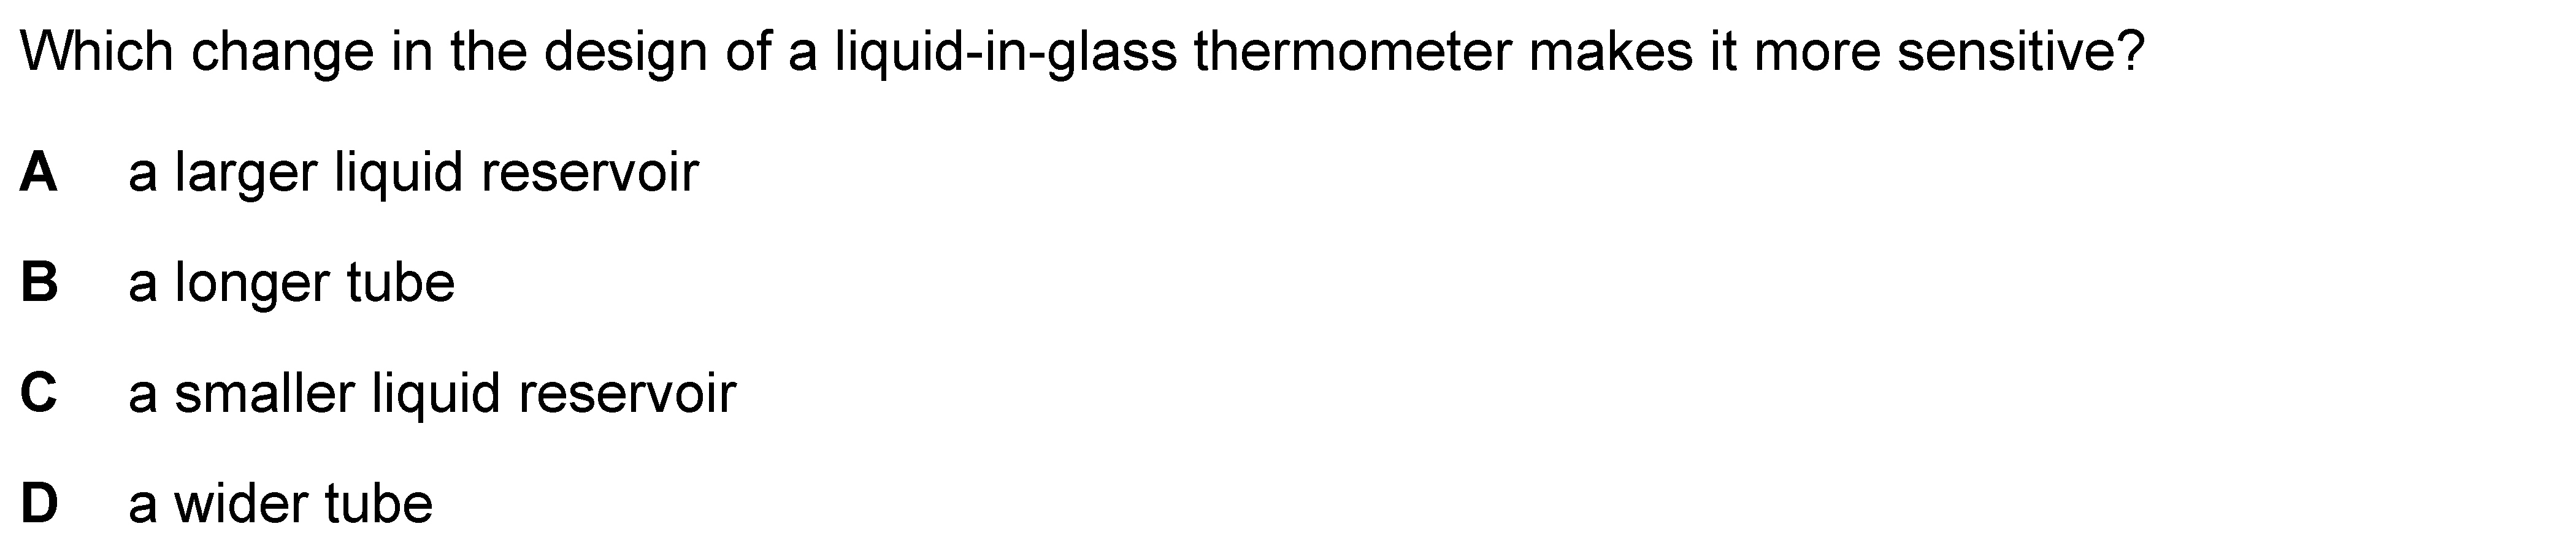 Which change in the design of a liquid-in-glass thermometer makes it more sensitive?
A a larger liquid reservoir
B a longer tube
C a smaller liquid reservoir
D a wider tube